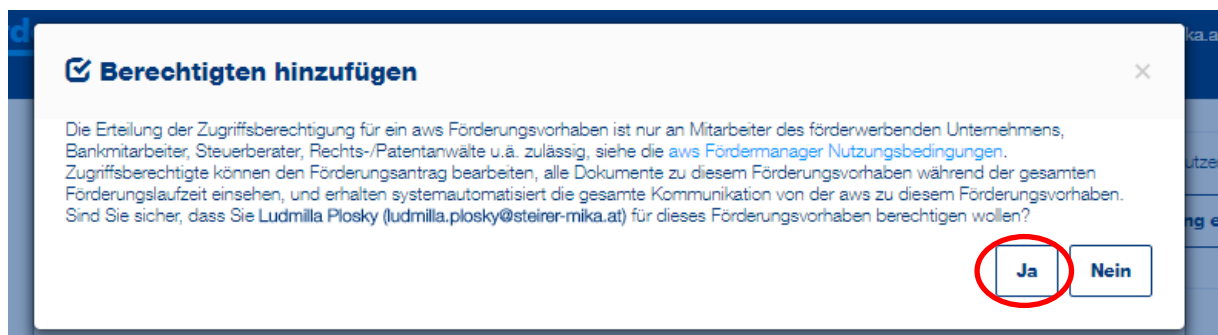 Berechtigten hinzufügen
×
Die Erteilung der Zugriffsberechtigung für ein aws Förderungsvorhaben ist nur an Mitarbeiter des förderwerbenden Unternehmens,
Bankmitarbeiter, Steuerberater, Rechts-/Patentanwälte u.ä. zulässig, siehe die aws Fördermanager Nutzungsbedingungen.
Zugriffsberechtigte können den Förderungsantrag bearbeiten, alle Dokumente zu diesem Förderungsvorhaben während der gesamten
Förderungslaufzeit einsehen, und erhalten systemautomatisiert die gesamte Kommunikation von der aws zu diesem Förderungsvorhaben.
Sind Sie sicher, dass Sie Ludmilla Plosky (ludmilla.plosky@steirer-mika.at) für dieses Förderungsvorhaben berechtigen wollen?
Ja Nein